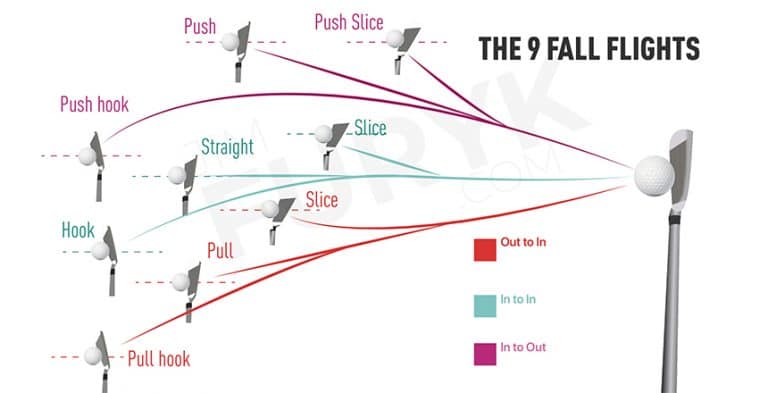 Push
Push Slice
THE 9 FALL FLIGHTS
Push hook
Slice
Straight
Slice
Hook
Pull
Out to In
In to In
In to Out
Pull hook
FURYK
.COM